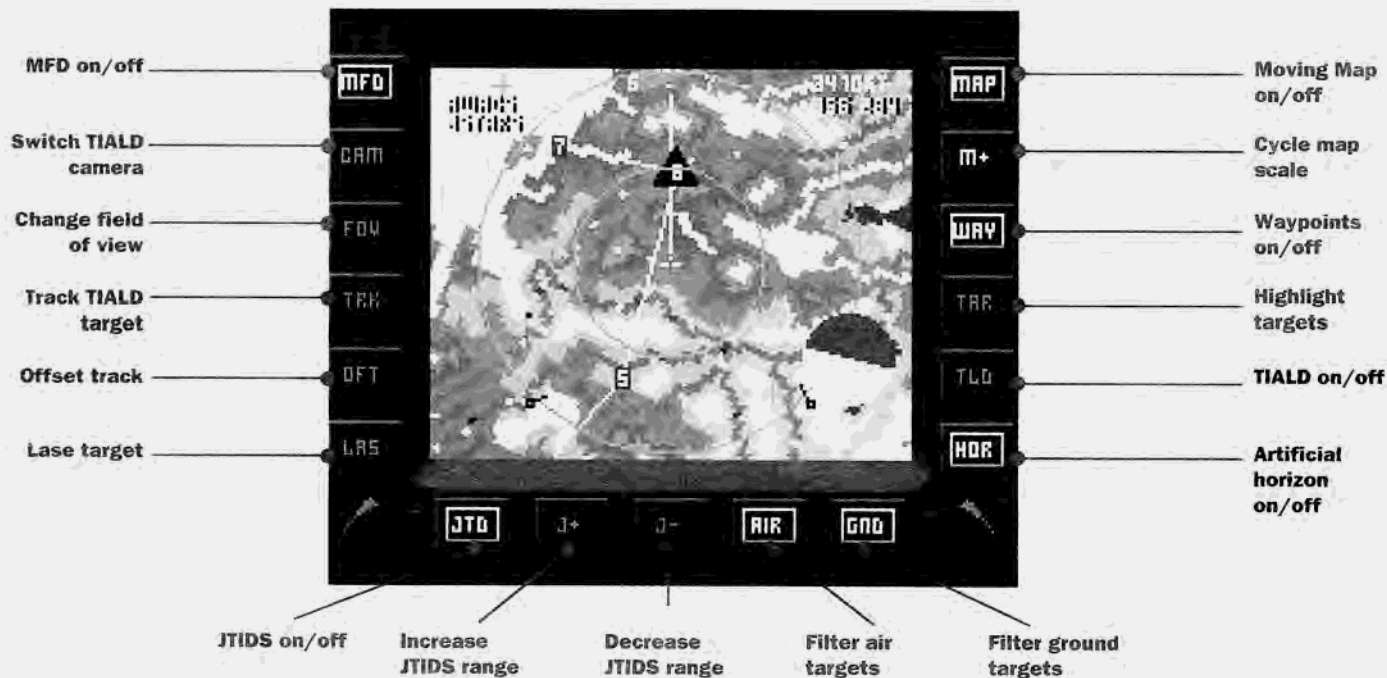 MFD on/off
Switch TIALD
camera
Change field
of view
Track TIALD
target
Offset track
Lase target
MFD
CAM
FOV
TRK
OFT
LAS
6
7
5
3470FT
MAP
M+
WAY
TAR
TLD
HOR
Moving Map
on/off
Cycle map
scale
Waypoints
on/off
Highlight
targets
TIALD on/off
Artificial
horizon
on/off
JTD
J+
J-
AIR
GND
JTIDS on/off
Increase
JTIDS range
Decrease
JTIDS range
Filter air
targets
Filter ground
targets